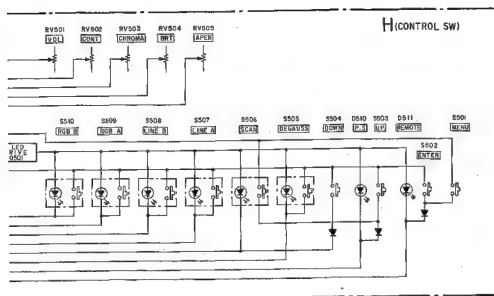 H (CONTROL SW)
RV501 RV502 RV503 RV504 RV505
VOL CONT CHROMA BRT APER
S510 S509 S508 S507 S506 S505 S504 D510 S503 D511 S501
RGB B RGB A LINE B LINE A SCAN DEGAUSS DOWN P.S UP REMOTE MENU
S502
ENTER
LED
RIVE
Q501